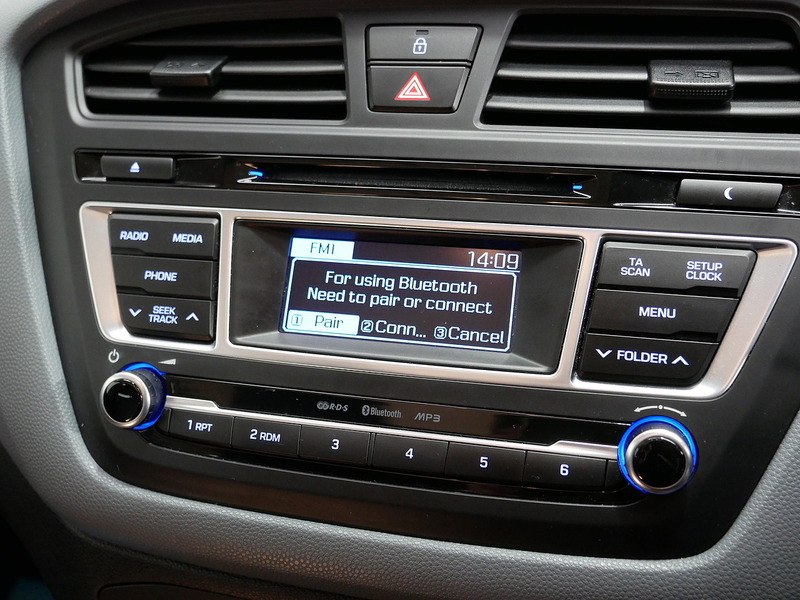 FM1
14:09
For using Bluetooth
Need to pair or connect
1 Pair 2 Conn... 3 Cancel
RADIO MEDIA
PHONE
SEEK
TRACK
TA
SCAN
SETUP
CLOCK
MENU
FOLDER
R·D·S Bluetooth MP3
1 RPT 2 RDM 3 4 5 6